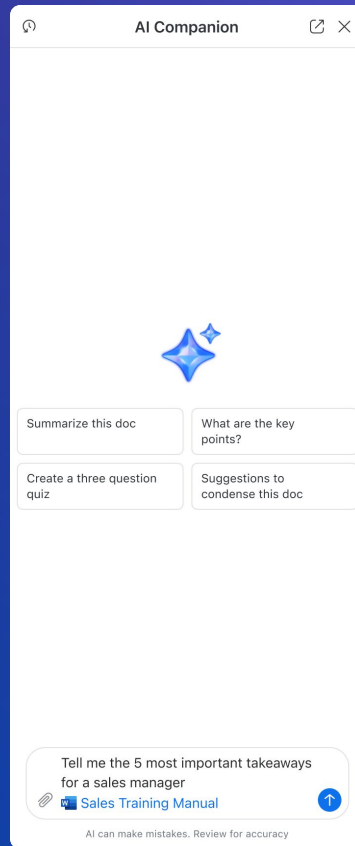 AI Companion
Summarize this doc
What are the key
points?
Create a three question
quiz
Suggestions to
condense this doc
Tell me the 5 most important takeaways
for a sales manager
W Sales Training Manual
AI can make mistakes. Review for accuracy